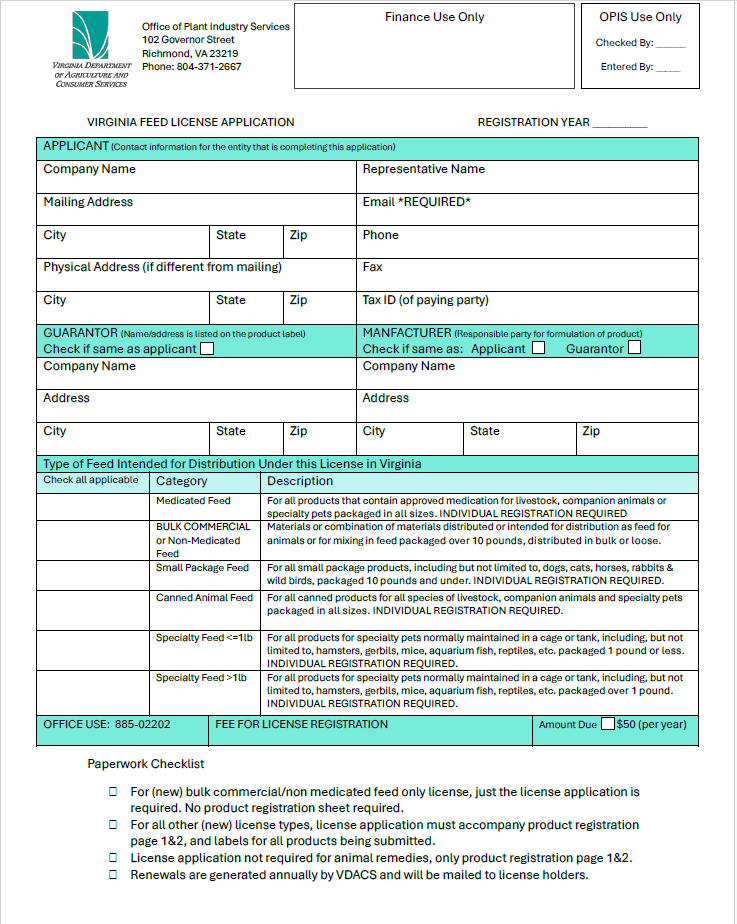 Office of Plant Industry Services
102 Governor Street
Richmond, VA 23219
Phone: 804-371-2667
VIRGINIA DEPARTMENT
OF AGRICULTURE AND
CONSUMER SERVICES
Finance Use Only
OPIS Use Only
Checked By: ______
Entered By: _____
VIRGINIA FEED LICENSE APPLICATION
REGISTRATION YEAR _________
APPLICANT (Contact information for the entity that is completing this application)
Company Name
Representative Name
Mailing Address
Email *REQUIRED*
City
State
Zip
Phone
Physical Address (if different from mailing)
Fax
City
State
Zip
Tax ID (of paying party)
GUARANTOR (Name/address is listed on the product label)
Check if same as applicant ☐
MANFACTURER (Responsible party for formulation of product)
Check if same as: Applicant ☐ Guarantor ☐
Company Name
Company Name
Address
Address
City
State
Zip
City
State
Zip
Type of Feed Intended for Distribution Under this License in Virginia
Check all applicable
Category
Description
Medicated Feed
For all products that contain approved medication for livestock, companion animals or
specialty pets packaged in all sizes. INDIVIDUAL REGISTRATION REQUIRED
BULK COMMERCIAL
or Non-Medicated
Feed
Materials or combination of materials distributed or intended for distribution as feed for
animals or for mixing in feed packaged over 10 pounds, distributed in bulk or loose.
Small Package Feed
For all small package products, including but not limited to, dogs, cats, horses, rabbits &
wild birds, packaged 10 pounds and under. INDIVIDUAL REGISTRATION REQUIRED.
Canned Animal Feed
For all canned products for all species of livestock, companion animals and specialty pets
packaged in all sizes. INDIVIDUAL REGISTRATION REQUIRED.
Specialty Feed <=1lb
For all products for specialty pets normally maintained in a cage or tank, including, but not
limited to, hamsters, gerbils, mice, aquarium fish, reptiles, etc. packaged 1 pound or less.
INDIVIDUAL REGISTRATION REQUIRED.
Specialty Feed >1lb
For all products for specialty pets normally maintained in a cage or tank, including, but not
limited to, hamsters, gerbils, mice, aquarium fish, reptiles, etc. packaged over 1 pound.
INDIVIDUAL REGISTRATION REQUIRED.
OFFICE USE: 885-02202
FEE FOR LICENSE REGISTRATION
Amount Due ☐ $50 (per year)
Paperwork Checklist
☐ For (new) bulk commercial/non medicated feed only license, just the license application is
required. No product registration sheet required.
☐ For all other (new) license types, license application must accompany product registration
page 1&2, and labels for all products being submitted.
☐ License application not required for animal remedies, only product registration page 1&2.
☐ Renewals are generated annually by VDACS and will be mailed to license holders.